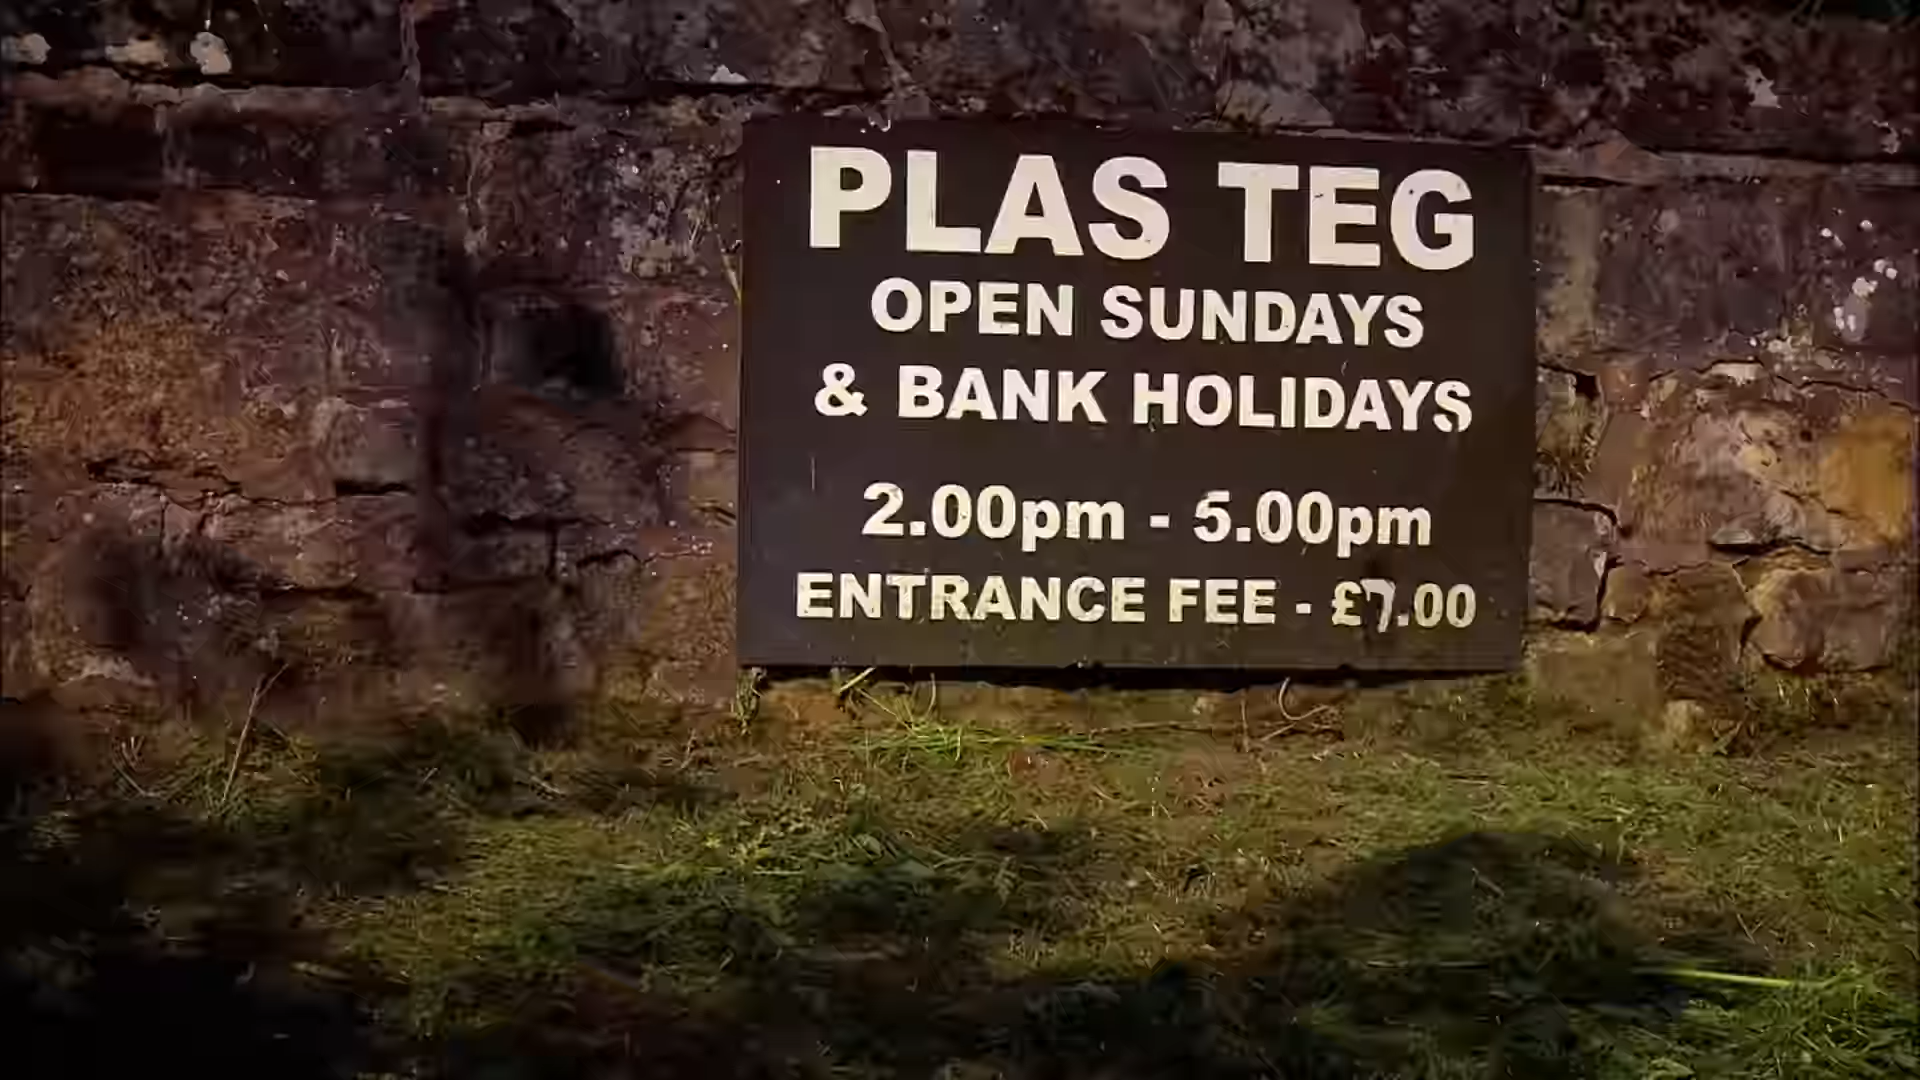 PLAS TEG
OPEN SUNDAYS
& BANK HOLIDAYS
2.00pm - 5.00pm
ENTRANCE FEE - £7.00